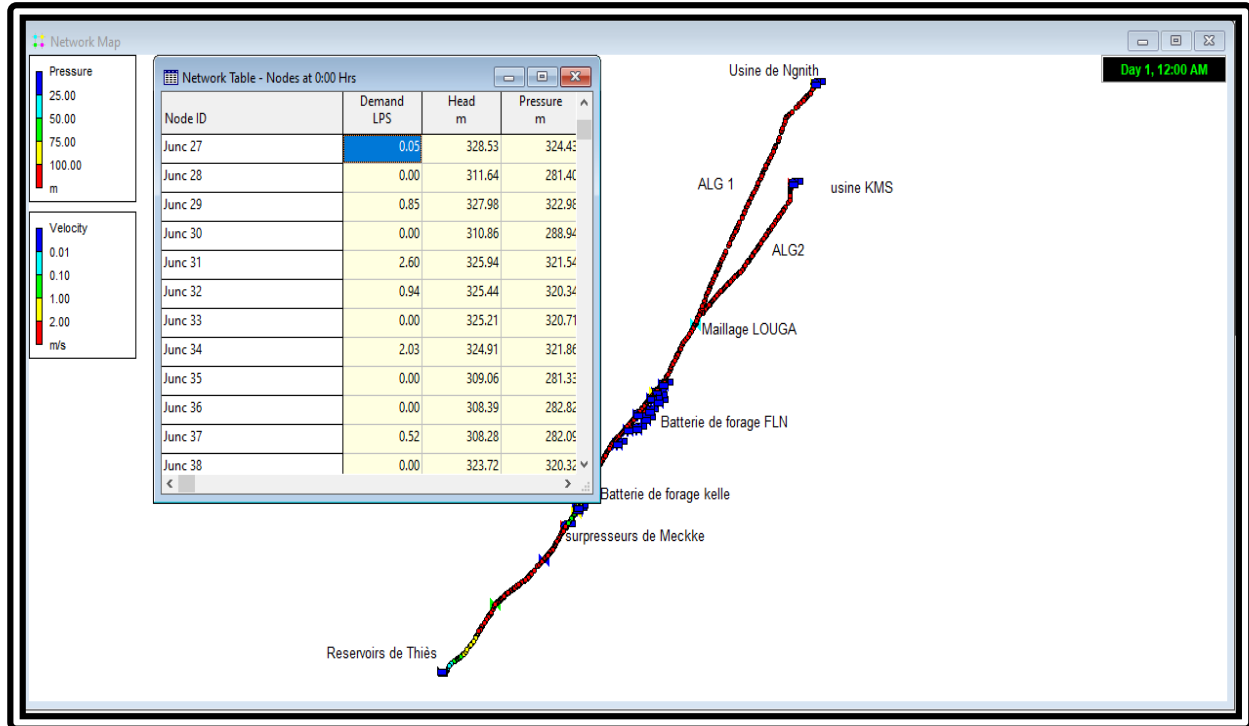 Network Map
Day 1, 12:00 AM
Pressure
25.00
50.00
75.00
100.00
m
Velocity
0.01
0.10
1.00
2.00
m/s
Network Table - Nodes at 0:00 Hrs
Node ID Demand LPS Head m Pressure m
Junc 27 0.05 328.53 324.43
Junc 28 0.00 311.64 281.40
Junc 29 0.85 327.98 322.98
Junc 30 0.00 310.86 288.94
Junc 31 2.60 325.94 321.54
Junc 32 0.94 325.44 320.34
Junc 33 0.00 325.21 320.71
Junc 34 2.03 324.91 321.86
Junc 35 0.00 309.06 281.33
Junc 36 0.00 308.39 282.82
Junc 37 0.52 308.28 282.09
Junc 38 0.00 323.72 320.32
Usine de Ngnith
ALG 1
usine KMS
ALG2
Maillage LOUGA
Batterie de forage FLN
Batterie de forage kelle
surpresseurs de Meckke
Reservoirs de Thiès